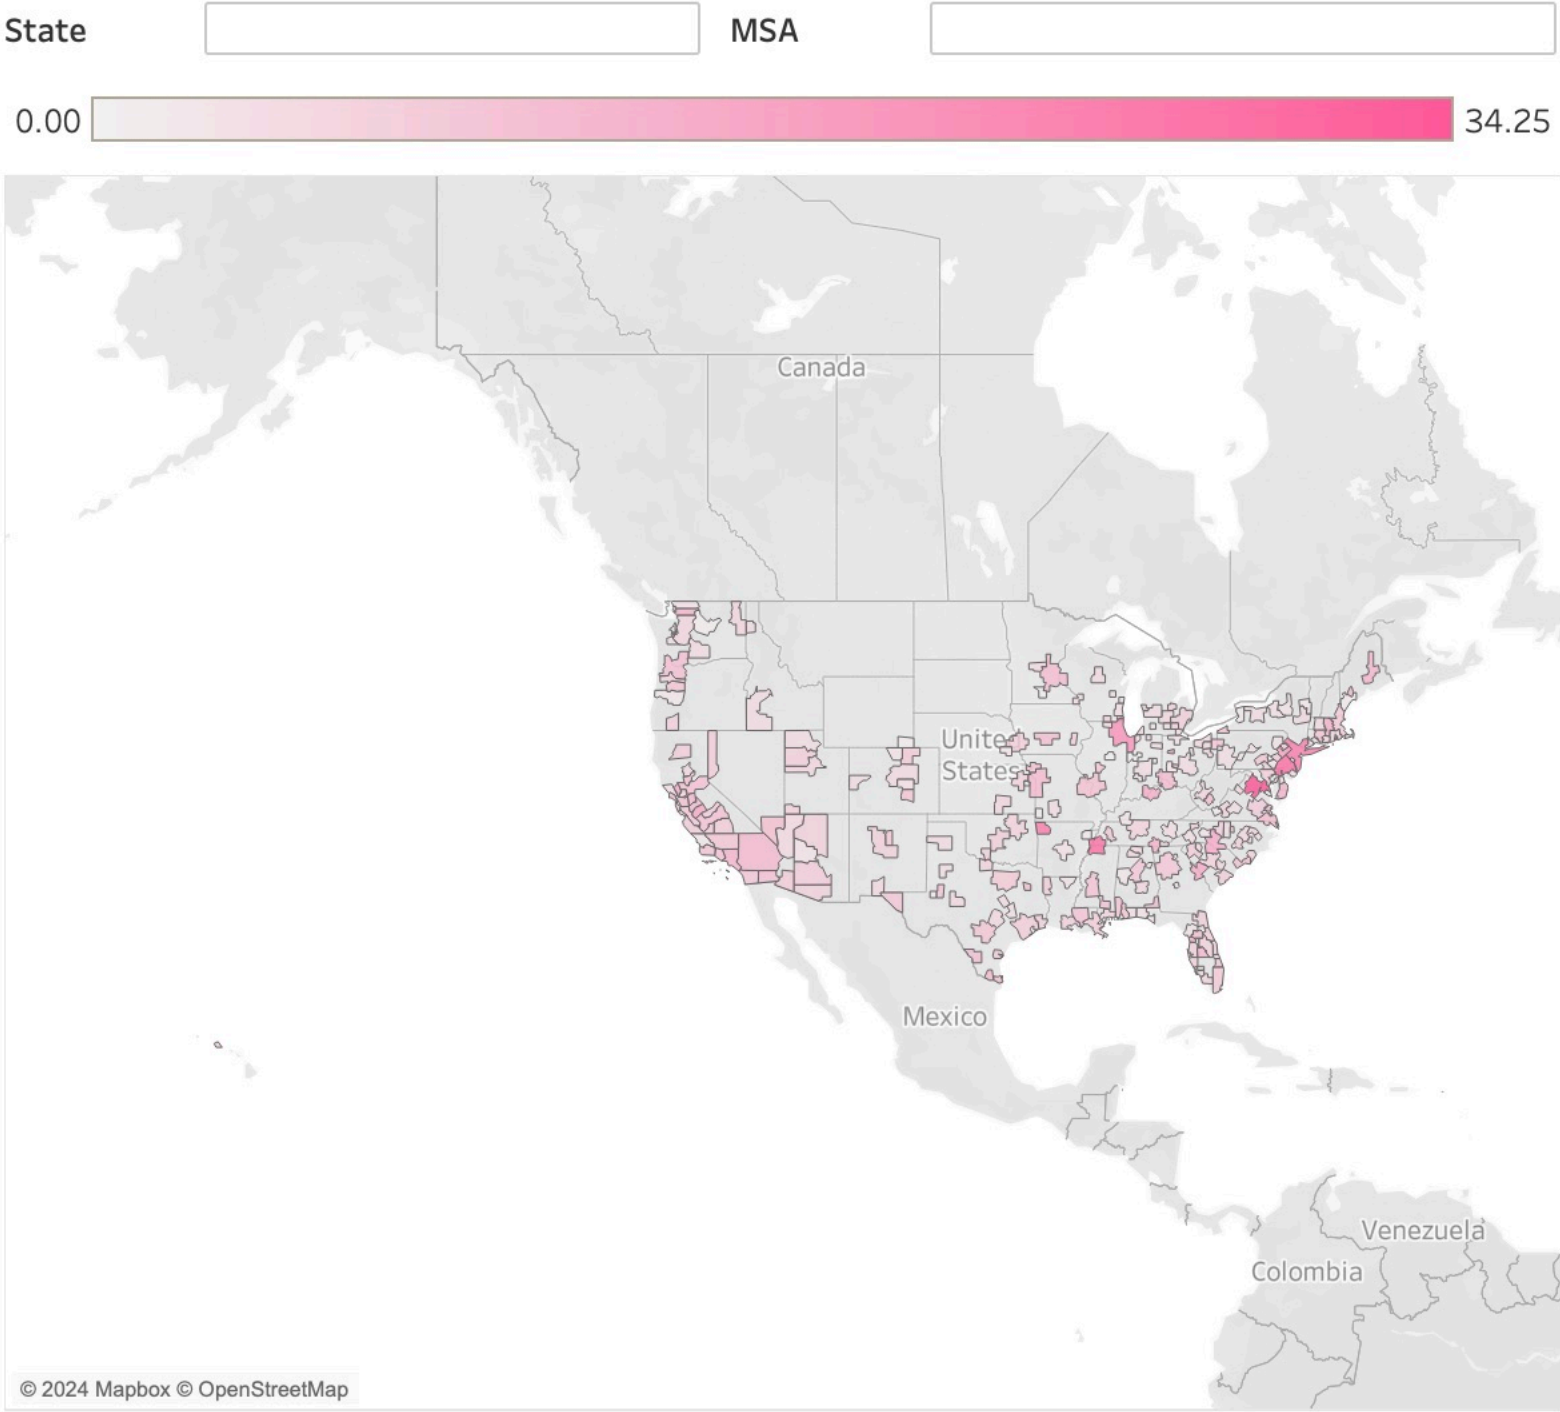 State MSA
0.00 34.25
Canada
United
States
Mexico
Venezuela
Colombia
© 2024 Mapbox © OpenStreetMap